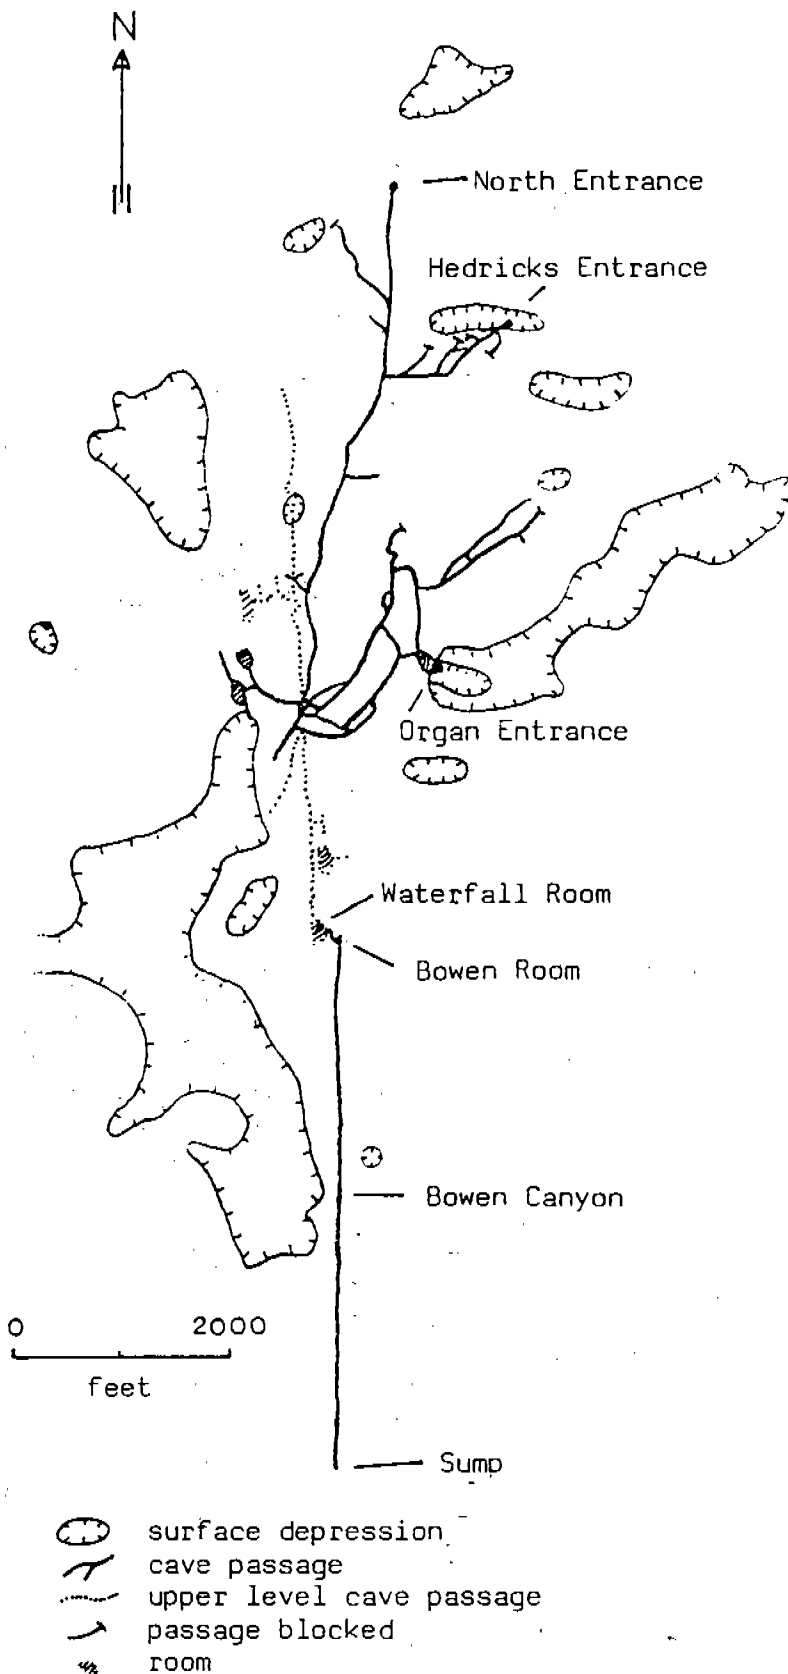 N
North Entrance
Hedricks Entrance
Organ Entrance
Waterfall Room
Bowen Room
Bowen Canyon
0 2000
feet
Sump
surface depression
cave passage
upper level cave passage
passage blocked
room